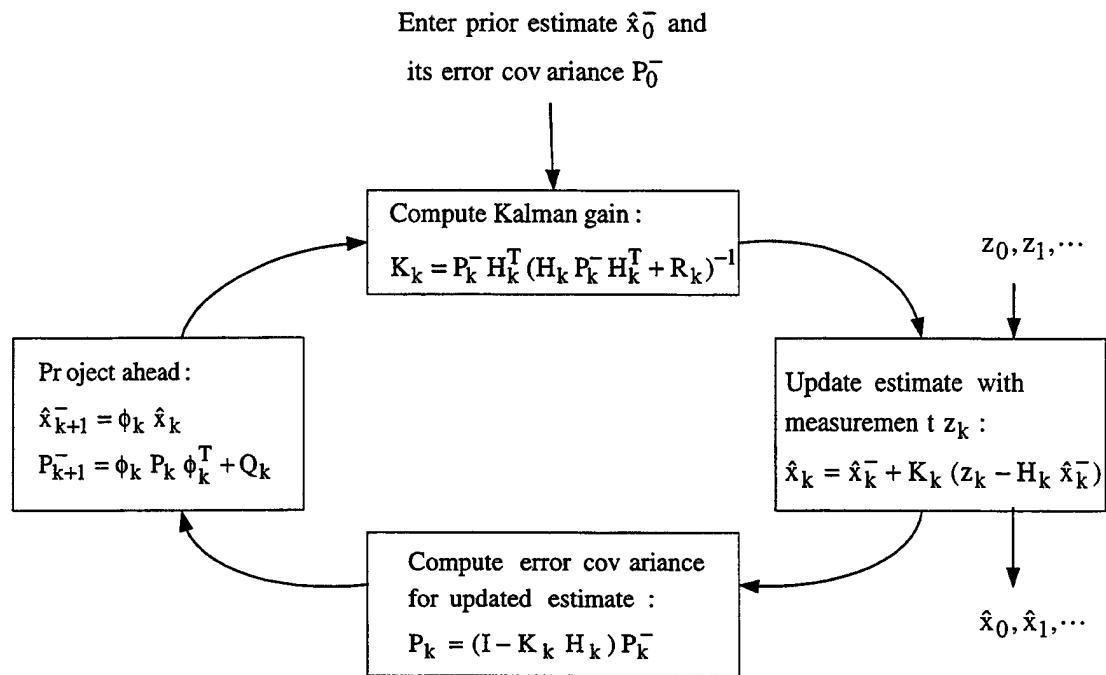 Enter prior estimate x̂₀⁻ and
its error cov ariance P₀⁻
Compute Kalman gain :
Kₖ = Pₖ⁻ Hₖᵀ (Hₖ Pₖ⁻ Hₖᵀ + Rₖ)⁻¹
z₀, z₁, ⋯
Update estimate with
measuremen t zₖ :
x̂ₖ = x̂ₖ⁻ + Kₖ (zₖ − Hₖ x̂ₖ⁻)
x̂₀, x̂₁, ⋯
Compute error cov ariance
for updated estimate :
Pₖ = (I − Kₖ Hₖ) Pₖ⁻
Pr oject ahead :
x̂ₖ₊₁⁻ = ϕₖ x̂ₖ
Pₖ₊₁⁻ = ϕₖ Pₖ ϕₖᵀ + Qₖ